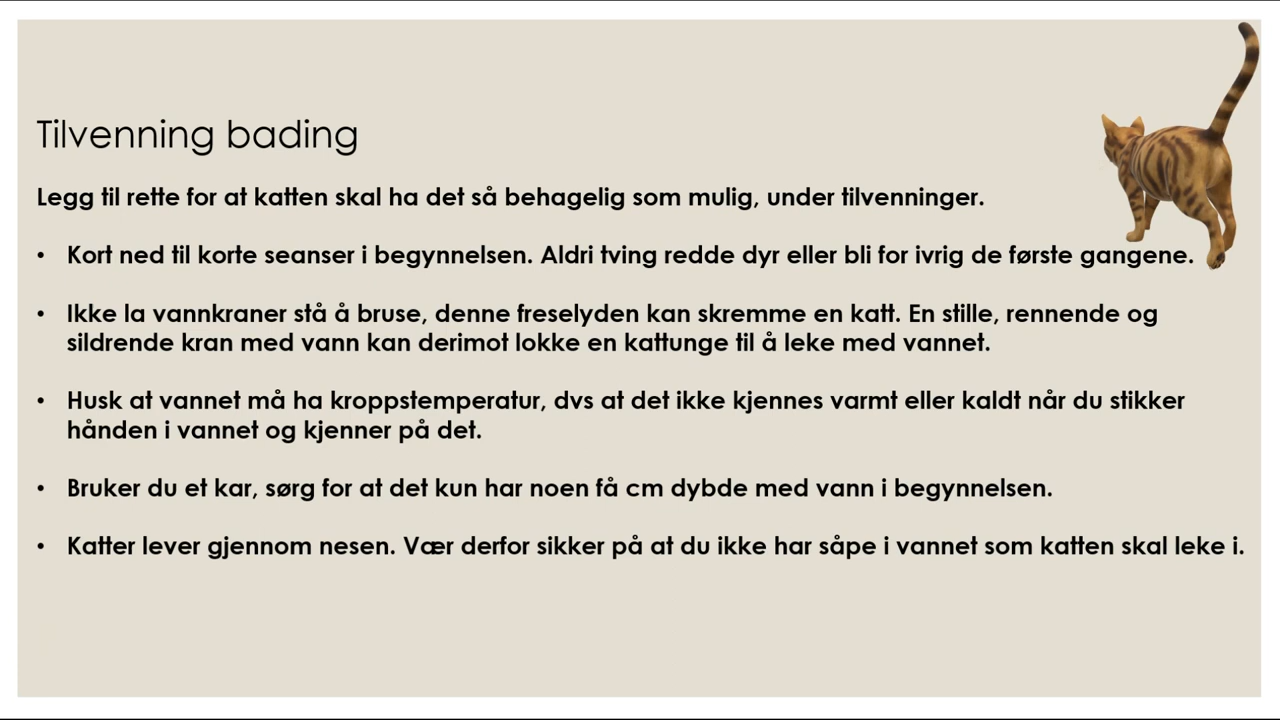 Tilvenning bading
Legg til rette for at katten skal ha det så behagelig som mulig, under tilvenninger.
• Kort ned til korte seanser i begynnelsen. Aldri tving redde dyr eller bli for ivrig de første gangene.
• Ikke la vannkraner stå å bruse, denne freselyden kan skremme en katt. En stille, rennende og
sildrende kran med vann kan derimot lokke en kattunge til å leke med vannet.
• Husk at vannet må ha kroppstemperatur, dvs at det ikke kjennes varmt eller kaldt når du stikker
hånden i vannet og kjenner på det.
• Bruker du et kar, sørg for at det kun har noen få cm dybde med vann i begynnelsen.
• Katter lever gjennom nesen. Vær derfor sikker på at du ikke har såpe i vannet som katten skal leke i.